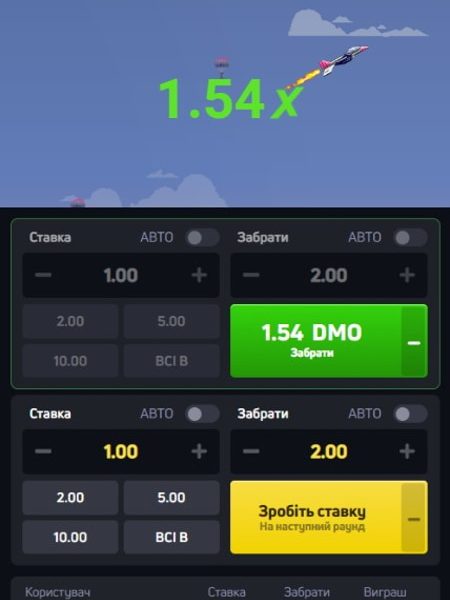 1.54x
Ставка АВТО Забрати АВТО
− 1.00 + − 2.00 +
2.00 5.00
1.54 DMO
Забрати
−
10.00 ВСІ В
Ставка АВТО Забрати АВТО
− 1.00 + − 2.00 +
2.00 5.00
Зробіть ставку
На наступний раунд
−
10.00 ВСІ В
Користувач Ставка Забрати Виграш